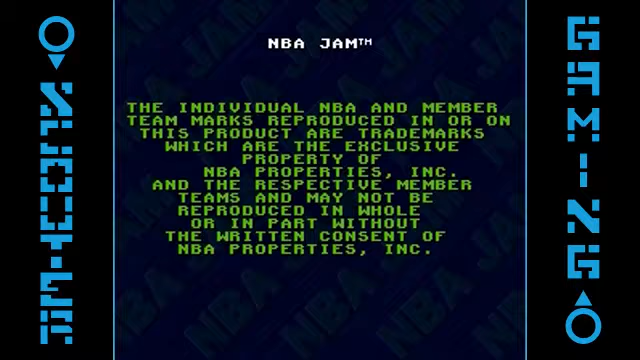 NBA JAM™
THE INDIVIDUAL NBA AND MEMBER
TEAM MARKS REPRODUCED IN OR ON
THIS PRODUCT ARE TRADEMARKS
WHICH ARE THE EXCLUSIVE
PROPERTY OF
NBA PROPERTIES, INC.
AND THE RESPECTIVE MEMBER
TEAMS AND MAY NOT BE
REPRODUCED IN WHOLE
OR IN PART WITHOUT
THE WRITTEN CONSENT OF
NBA PROPERTIES, INC.
GAMING